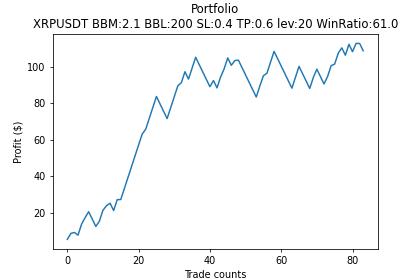 Portfolio
XRPUSDT BBM:2.1 BBL:200 SL:0.4 TP:0.6 lev:20 WinRatio:61.0
Profit ($)
100
80
60
40
20
0 20 40 60 80
Trade counts